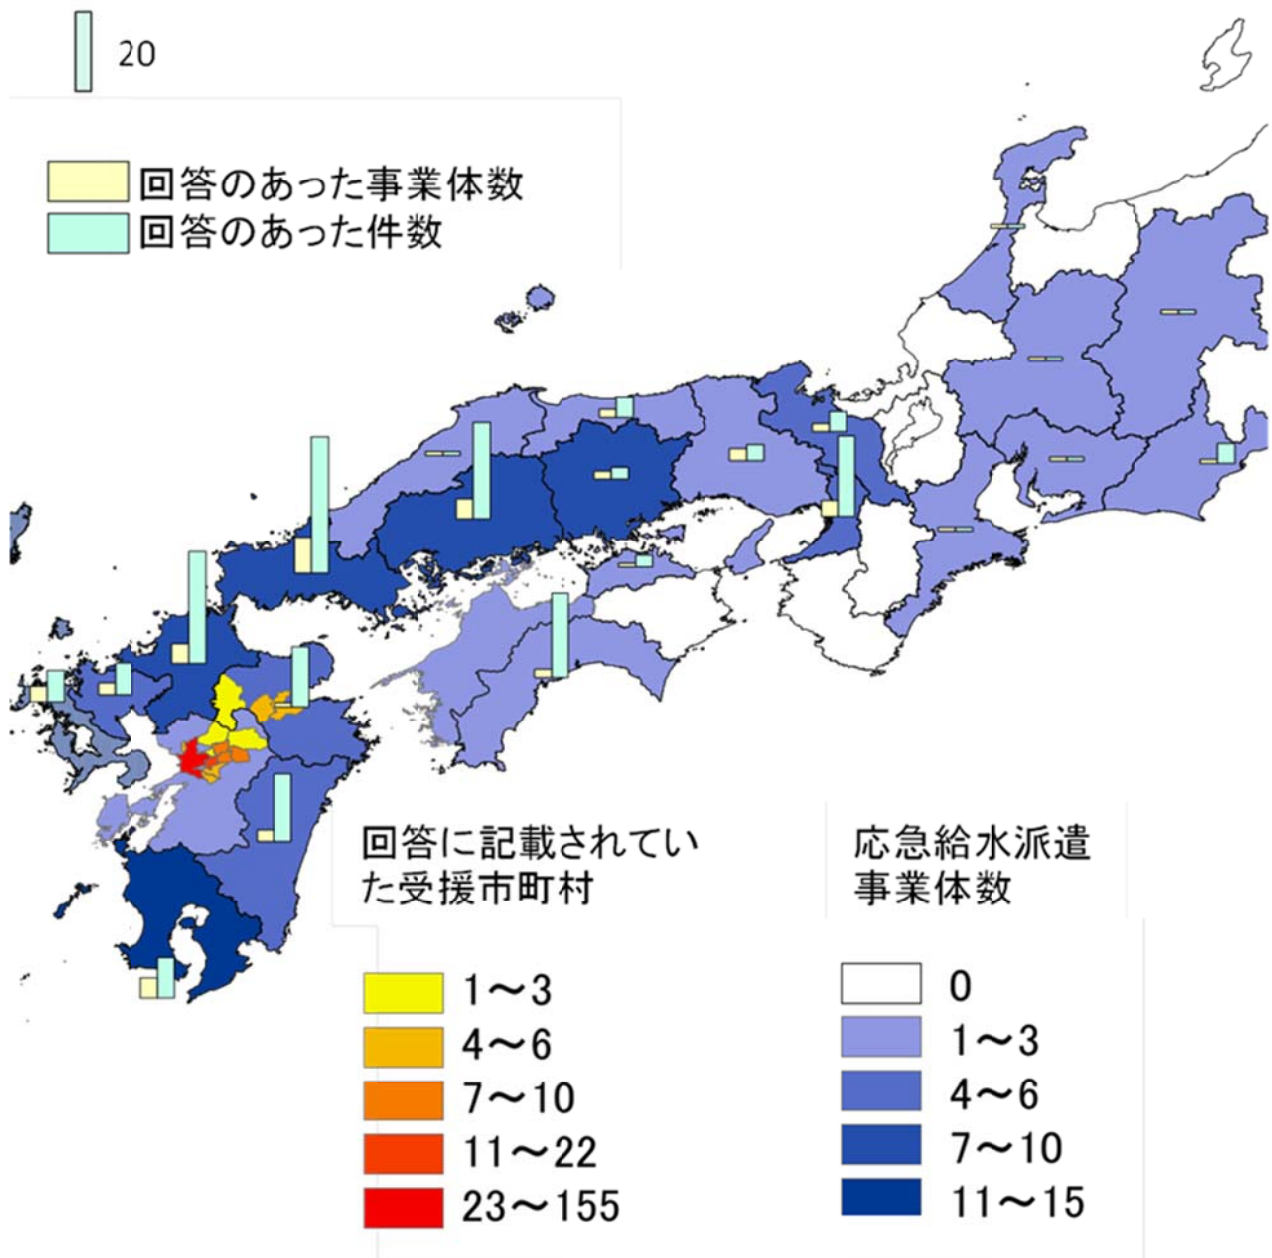 20
回答のあった事業体数
回答のあった件数
回答に記載されてい
た受援市町村
1～3
4～6
7～10
11～22
23～155
応急給水派遣
事業体数
0
1～3
4～6
7～10
11～15